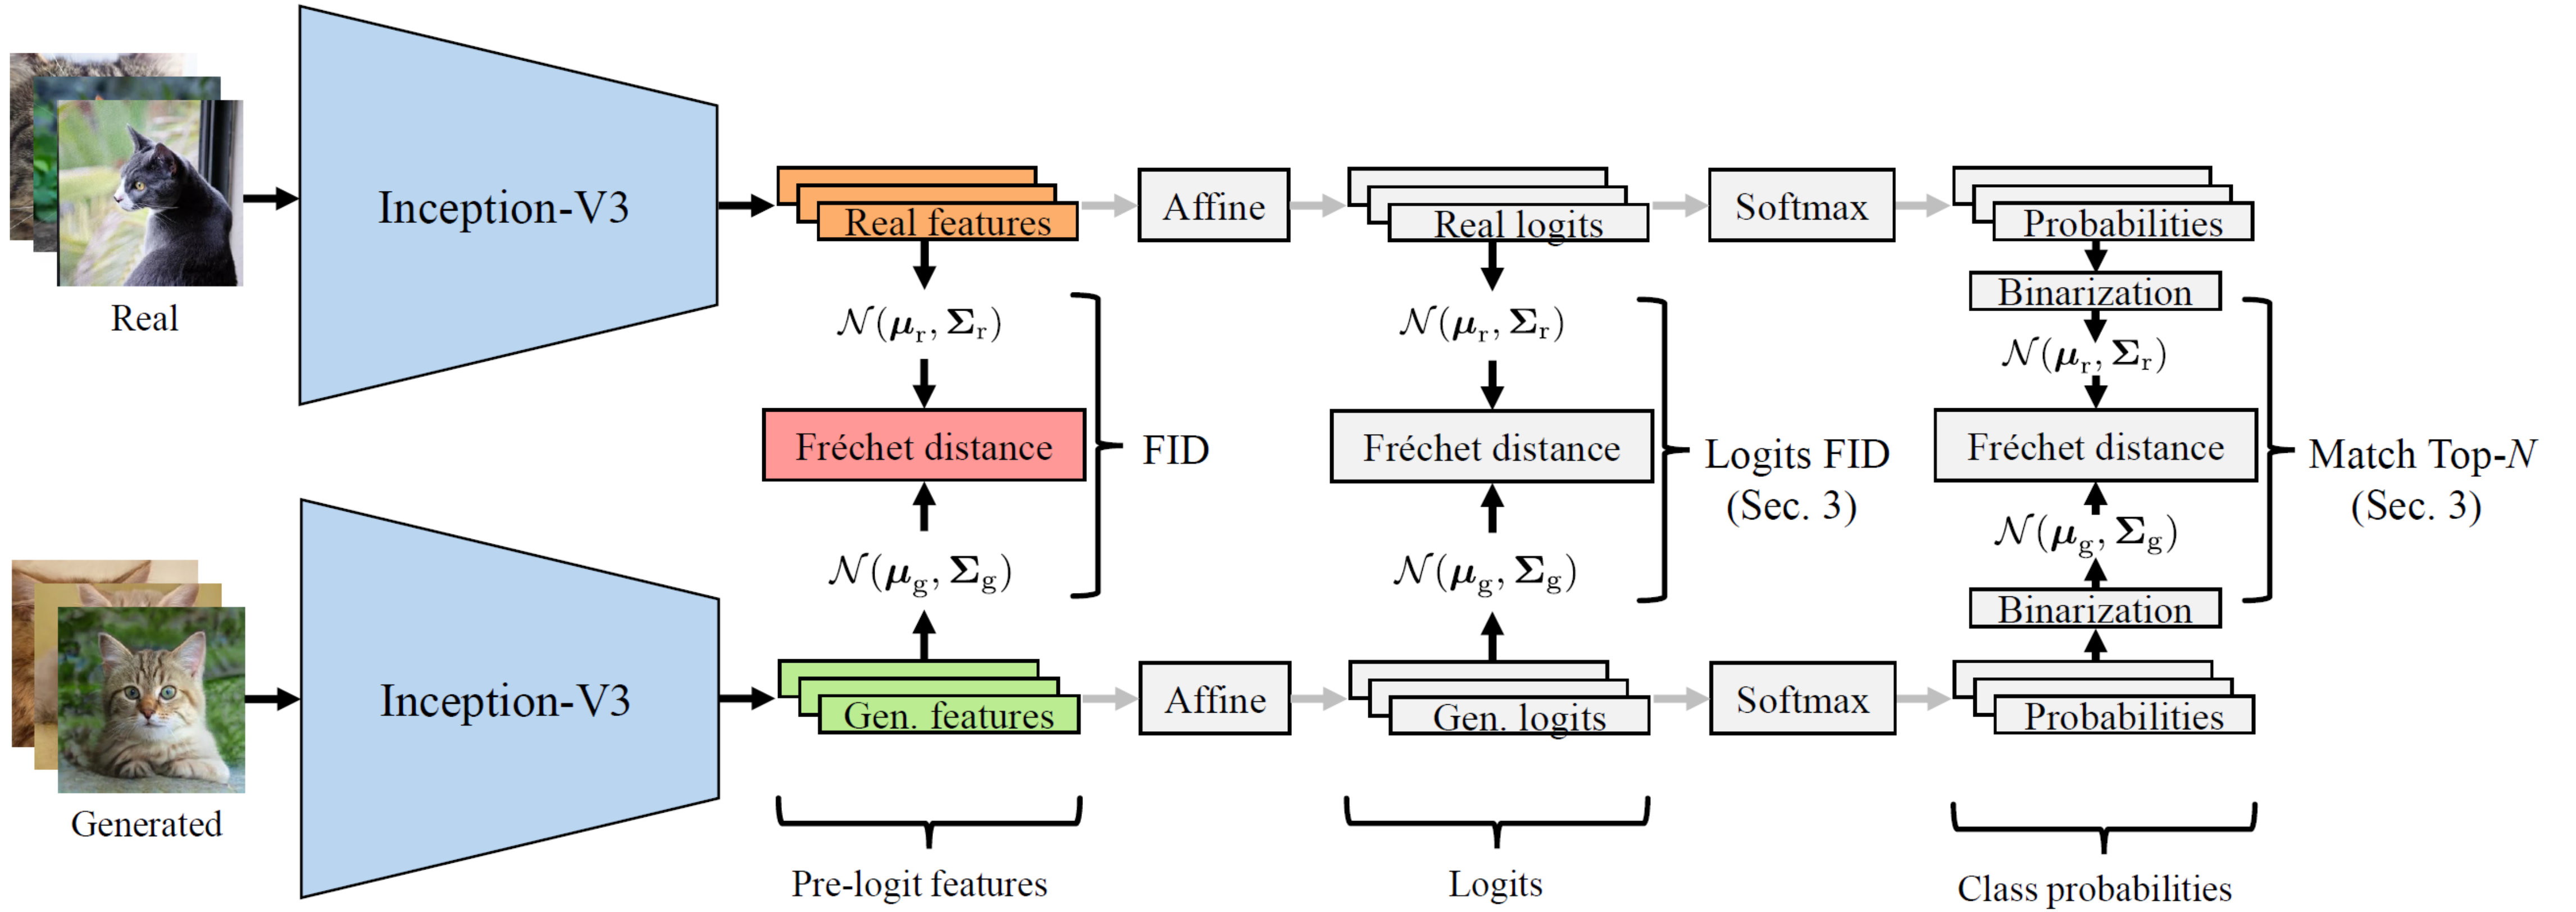 Real
Inception-V3
Real features
Affine
Real logits
Softmax
Probabilities
Binarization
𝒩(μr, Σr)
𝒩(μr, Σr)
𝒩(μr, Σr)
Fréchet distance
FID
Fréchet distance
Logits FID
(Sec. 3)
Fréchet distance
Match Top-N
(Sec. 3)
𝒩(μg, Σg)
𝒩(μg, Σg)
𝒩(μg, Σg)
Binarization
Generated
Inception-V3
Gen. features
Affine
Gen. logits
Softmax
Probabilities
Pre-logit features
Logits
Class probabilities